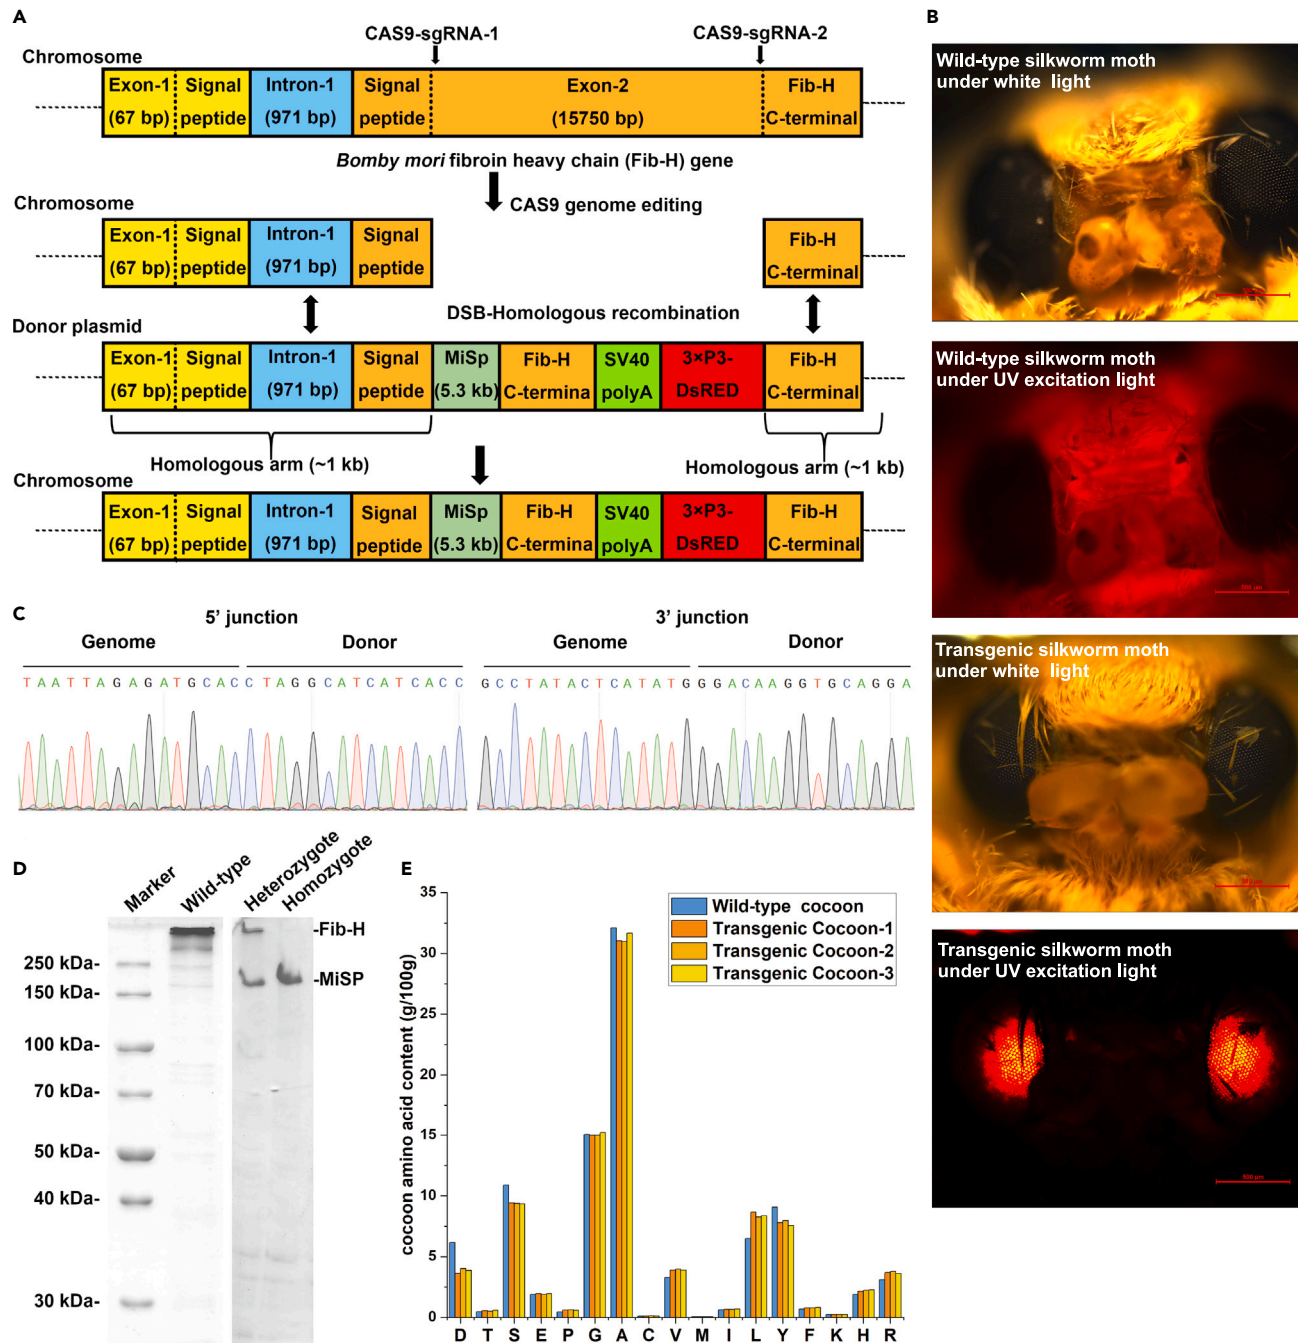 A
CAS9-sgRNA-1
CAS9-sgRNA-2
Chromosome
Exon-1 Signal Intron-1 Signal Exon-2 Fib-H
(67 bp) peptide (971 bp) peptide (15750 bp) C-terminal
Bomby mori fibroin heavy chain (Fib-H) gene
CAS9 genome editing
Chromosome
Exon-1 Signal Intron-1 Signal Fib-H
(67 bp) peptide (971 bp) peptide C-terminal
DSB-Homologous recombination
Donor plasmid
Exon-1 Signal Intron-1 Signal MiSp Fib-H SV40 3×P3- Fib-H
(67 bp) peptide (971 bp) peptide (5.3 kb) C-termina polyA DsRED C-terminal
Homologous arm (~1 kb)
Homologous arm (~1 kb)
Chromosome
Exon-1 Signal Intron-1 Signal MiSp Fib-H SV40 3×P3- Fib-H
(67 bp) peptide (971 bp) peptide (5.3 kb) C-termina polyA DsRED C-terminal
B
Wild-type silkworm moth
under white light
Wild-type silkworm moth
under UV excitation light
Transgenic silkworm moth
under white light
Transgenic silkworm moth
under UV excitation light
500 µm
C
5' junction
3' junction
Genome Donor
Genome Donor
T A A T T A G A G A T G C A C C T A G G C A T C A T C A C C
G C C T A T A C T C A T A T G G G A C A A G G T G C A G G A
D
Marker
Wild-type
Heterozygote
Homozygote
-Fib-H
-MiSP
250 kDa-
150 kDa-
100 kDa-
70 kDa-
50 kDa-
40 kDa-
30 kDa-
E
cocoon amino acid content (g/100g)
35
30
25
20
15
10
5
0
Wild-type cocoon
Transgenic Cocoon-1
Transgenic Cocoon-2
Transgenic Cocoon-3
D T S E P G A C V M I L Y F K H R